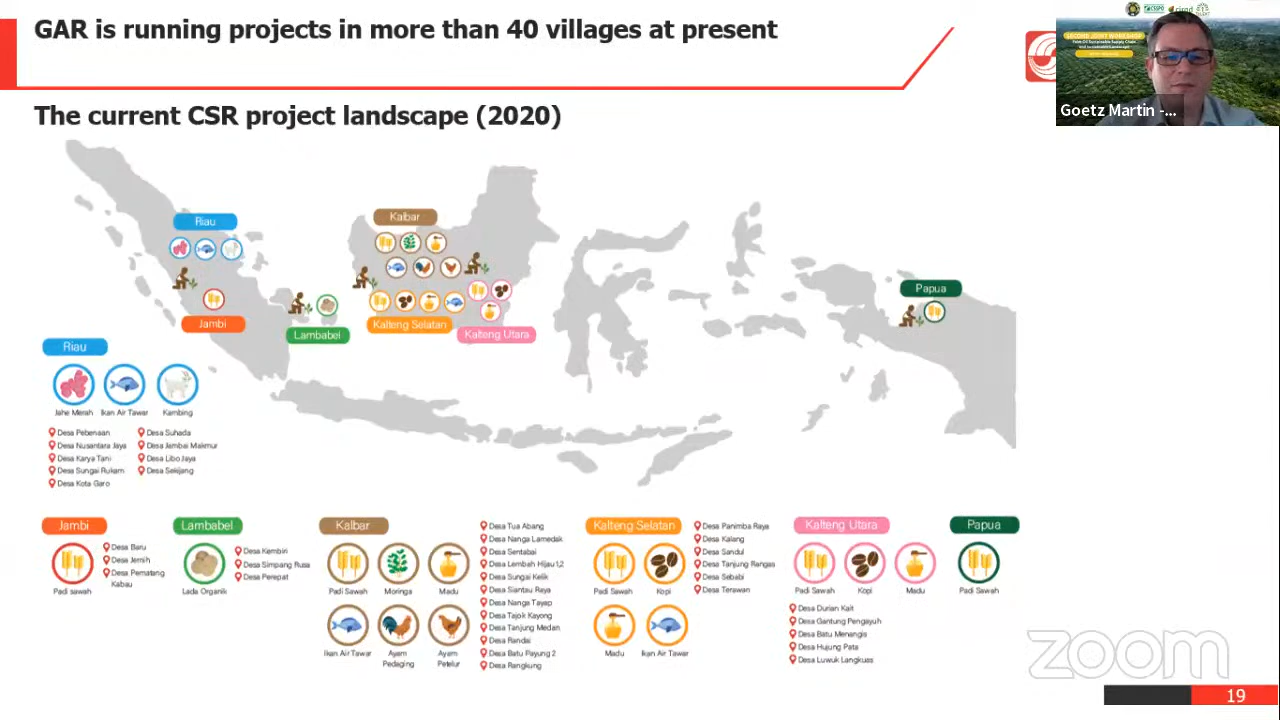 GAR is running projects in more than 40 villages at present
SECOND JOINT WORKSHOP
Goetz Martin -...
The current CSR project landscape (2020)
Riau
Kalbar
Jambi
Lambabel
Kalteng Selatan
Kalteng Utara
Papua
Riau
Jahe Merah
Ikan Air Tawar
Kambing
Desa Pebenaan
Desa Nusantara Jaya
Desa Karya Tani
Desa Sungai Rukam
Desa Kota Garo
Desa Suhada
Desa Jambai Makmur
Desa Libo Jaya
Desa Sekijang
Jambi
Padi sawah
Desa Baru
Desa Jernih
Desa Pemateng
Kabau
Lambabel
Lada Organik
Desa Kembiri
Desa Simpang Rusa
Desa Perepat
Kalbar
Padi Sawah
Moringa
Madu
Ikan Air Tawar
Ayam
Pedaging
Ayam
Petelur
Desa Tua Abang
Desa Nanga Lamedak
Desa Sentabai
Desa Lembah Hijau1,2
Desa Sungai Kelik
Desa Siantau Raya
Desa Nanga Tayap
Desa Tajok Kayong
Desa Tanjung Medan
Desa Randai
Desa Batu Payung 2
Desa Rangkung
Kalteng Selatan
Padi Sawah
Kopi
Madu
Ikan Air Tawar
Desa Panimba Raya
Desa Kalang
Desa Sandul
Desa Tanjung Rangas
Desa Sebabi
Desa Terawan
Kalteng Utara
Padi Sawah
Kopi
Madu
Desa Durian Kait
Desa Gantung Pengayuh
Desa Batu Menangis
Desa Hujung Pata
Desa Luwuk Langkuas
Papua
Padi Sawah
zoom
19